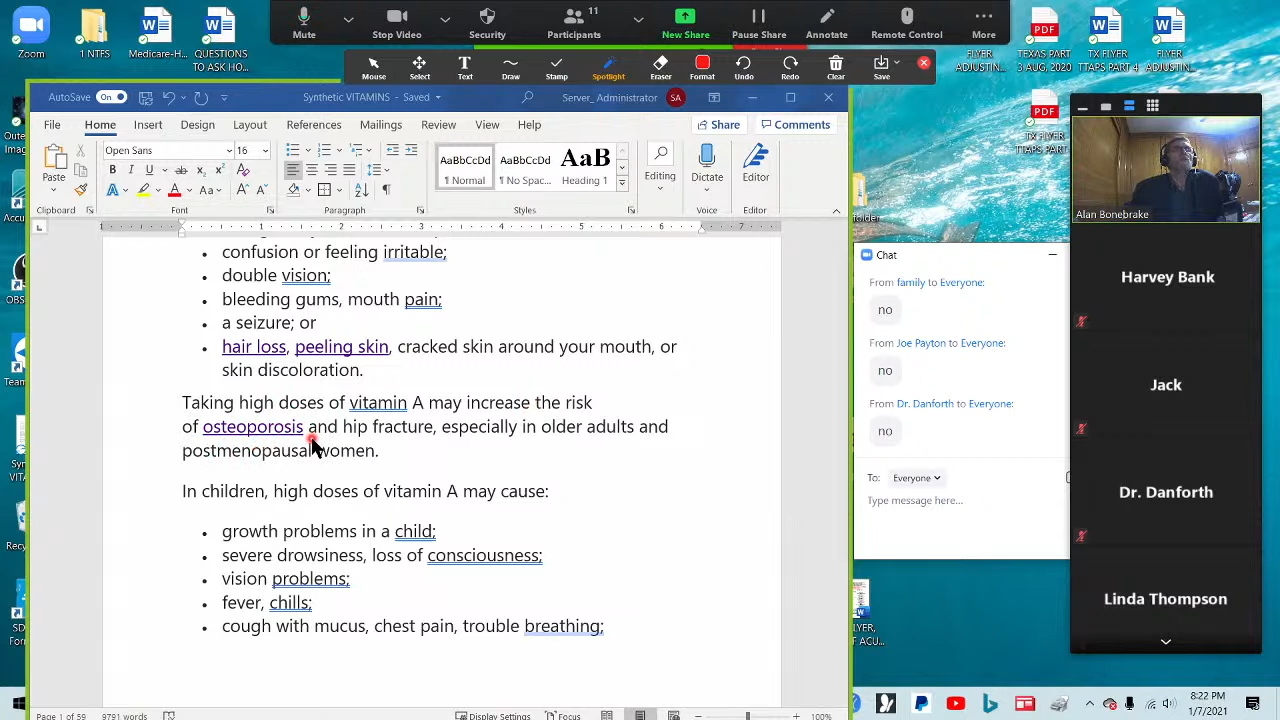 Zoom
1 NTFS
Medicare-H...
QUESTIONS
TO ASK HO...
Mute
Stop Video
Security
11
Participants
New Share
Pause Share
Annotate
Remote Control
More
FLYER
ADJUSTIN...
TEXAS PART
3 AUG, 2020
TX FLYER
TTAPS PART 4
FLYER
ADJUSTIN...
Mouse
Select
Text
Draw
Stamp
Spotlight
Eraser
Format
Undo
Redo
Clear
Save
AutoSave On
Synthetic VITAMINS - Saved
Server_ Administrator
SA
File
Home
Insert
Design
Layout
References
Mailings
Review
View
Help
Share
Comments
Paste
Open Sans
16
AaBbCcDd
¶ Normal
AaBbCcDd
¶ No Spac...
AaB
Heading 1
Editing
Dictate
Editor
Clipboard
Font
Paragraph
Styles
Voice
Editor
confusion or feeling irritable;
double vision;
bleeding gums, mouth pain;
a seizure; or
hair loss, peeling skin, cracked skin around your mouth, or
skin discoloration.
Taking high doses of vitamin A may increase the risk
of osteoporosis and hip fracture, especially in older adults and
postmenopausal women.
In children, high doses of vitamin A may cause:
growth problems in a child;
severe drowsiness, loss of consciousness;
vision problems;
fever, chills;
cough with mucus, chest pain, trouble breathing;
Page 1 of 59
9791 words
Display Settings
Focus
100%
PDF
TX FLYER
TTAPS PART
folder
Chat
From family to Everyone:
no
From Joe Payton to Everyone:
no
From Dr. Danforth to Everyone:
no
To: Everyone
Type message here...
Alan Bonebrake
Harvey Bank
Jack
Dr. Danforth
Linda Thompson
8:22 PM
1/7/2021